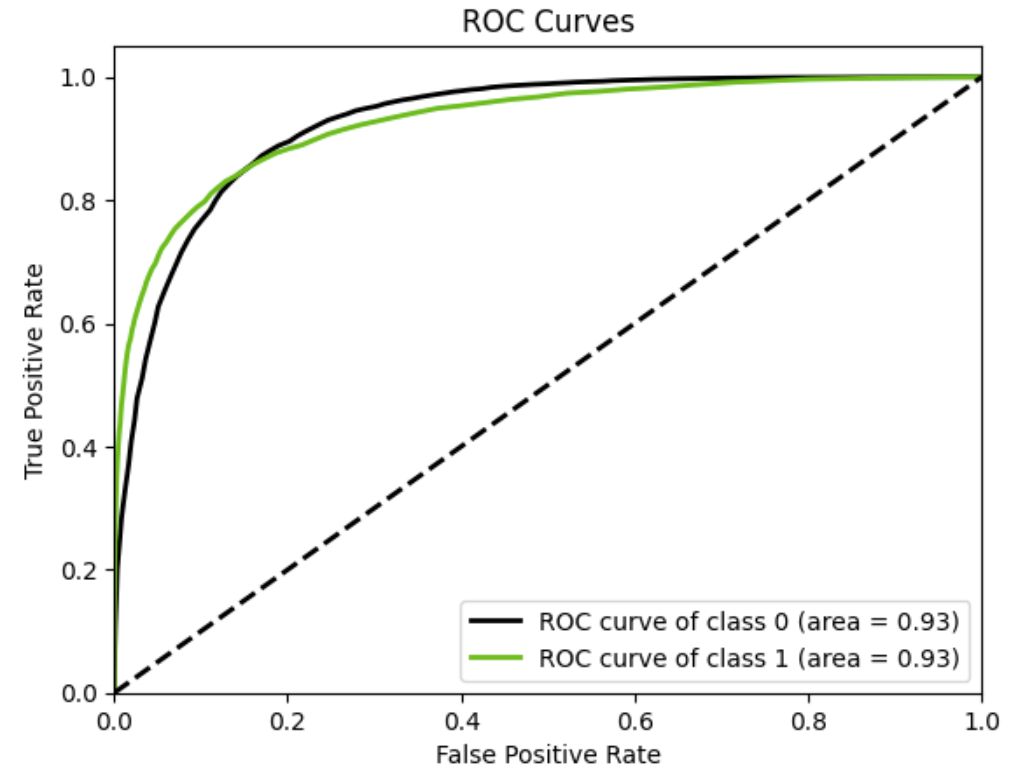 ROC Curves
1.0
0.8
0.6
0.4
0.2
0.0
True Positive Rate
ROC curve of class 0 (area = 0.93)
ROC curve of class 1 (area = 0.93)
0.0 0.2 0.4 0.6 0.8 1.0
False Positive Rate